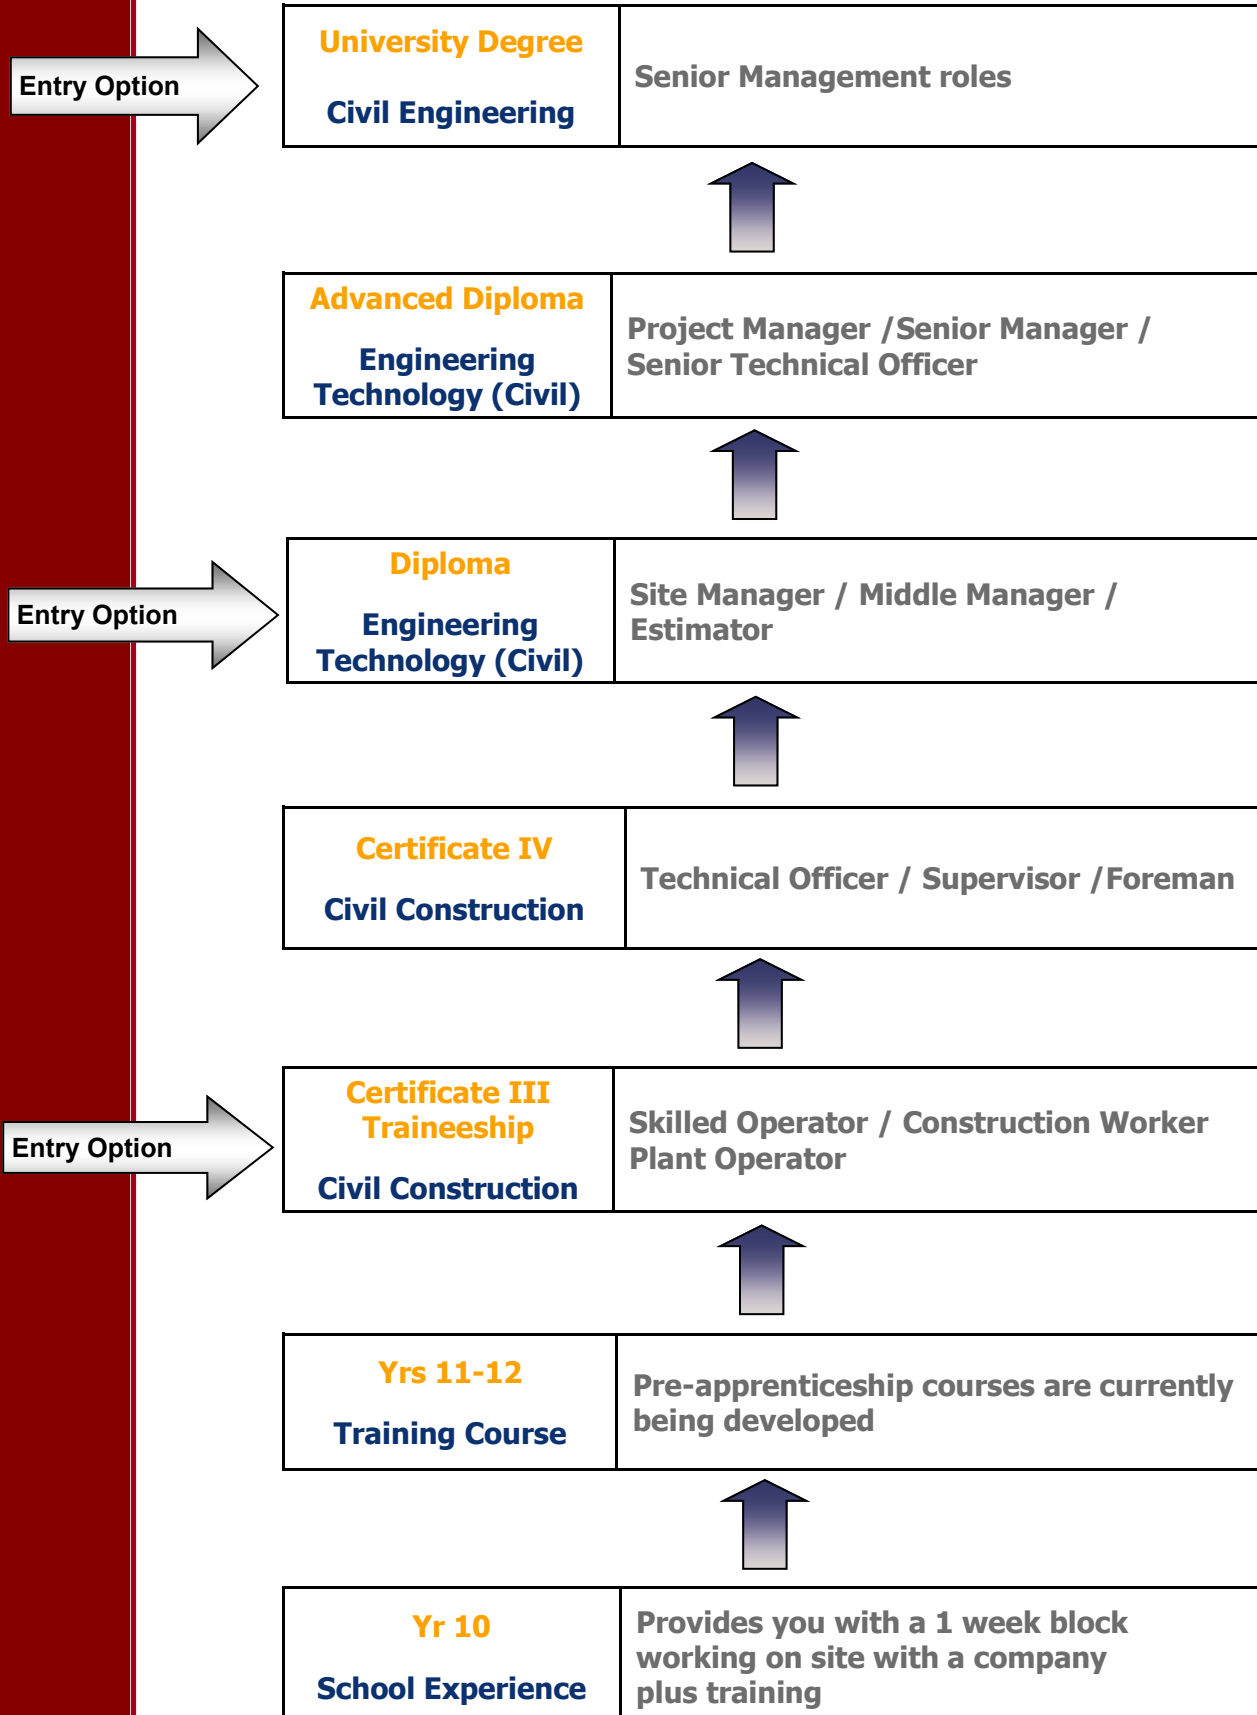 Entry Option
University Degree
Civil Engineering
Senior Management roles
Advanced Diploma
Engineering
Technology (Civil)
Project Manager /Senior Manager /
Senior Technical Officer
Entry Option
Diploma
Engineering
Technology (Civil)
Site Manager / Middle Manager /
Estimator
Certificate IV
Civil Construction
Technical Officer / Supervisor /Foreman
Entry Option
Certificate III
Traineeship
Civil Construction
Skilled Operator / Construction Worker
Plant Operator
Yrs 11-12
Training Course
Pre-apprenticeship courses are currently
being developed
Yr 10
School Experience
Provides you with a 1 week block
working on site with a company
plus training